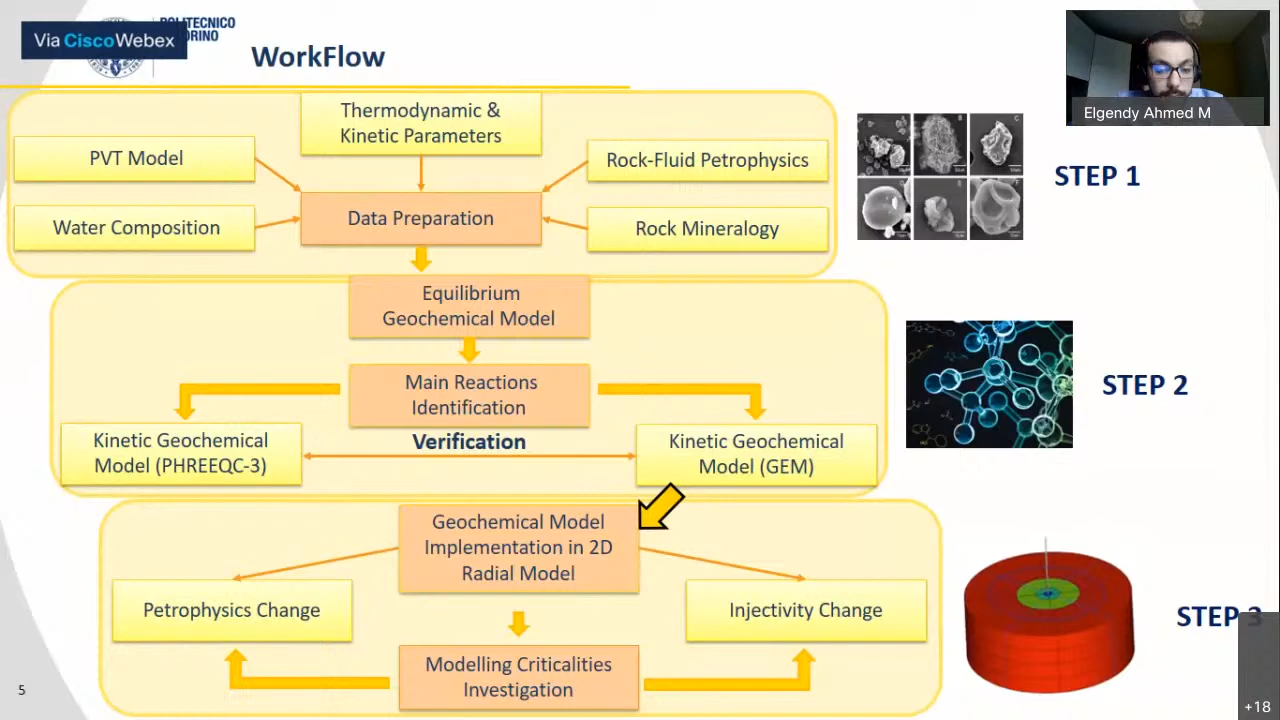 Via CiscoWebex
POLITECNICO
WorkFlow
Elgendy Ahmed M
Thermodynamic &
Kinetic Parameters
PVT Model
Rock-Fluid Petrophysics
STEP 1
Data Preparation
Water Composition
Rock Mineralogy
Equilibrium
Geochemical Model
Main Reactions
Identification
STEP 2
Verification
Kinetic Geochemical
Model (PHREEQC-3)
Kinetic Geochemical
Model (GEM)
Geochemical Model
Implementation in 2D
Radial Model
Petrophysics Change
Injectivity Change
STEP 3
Modelling Criticalities
Investigation
5
+18